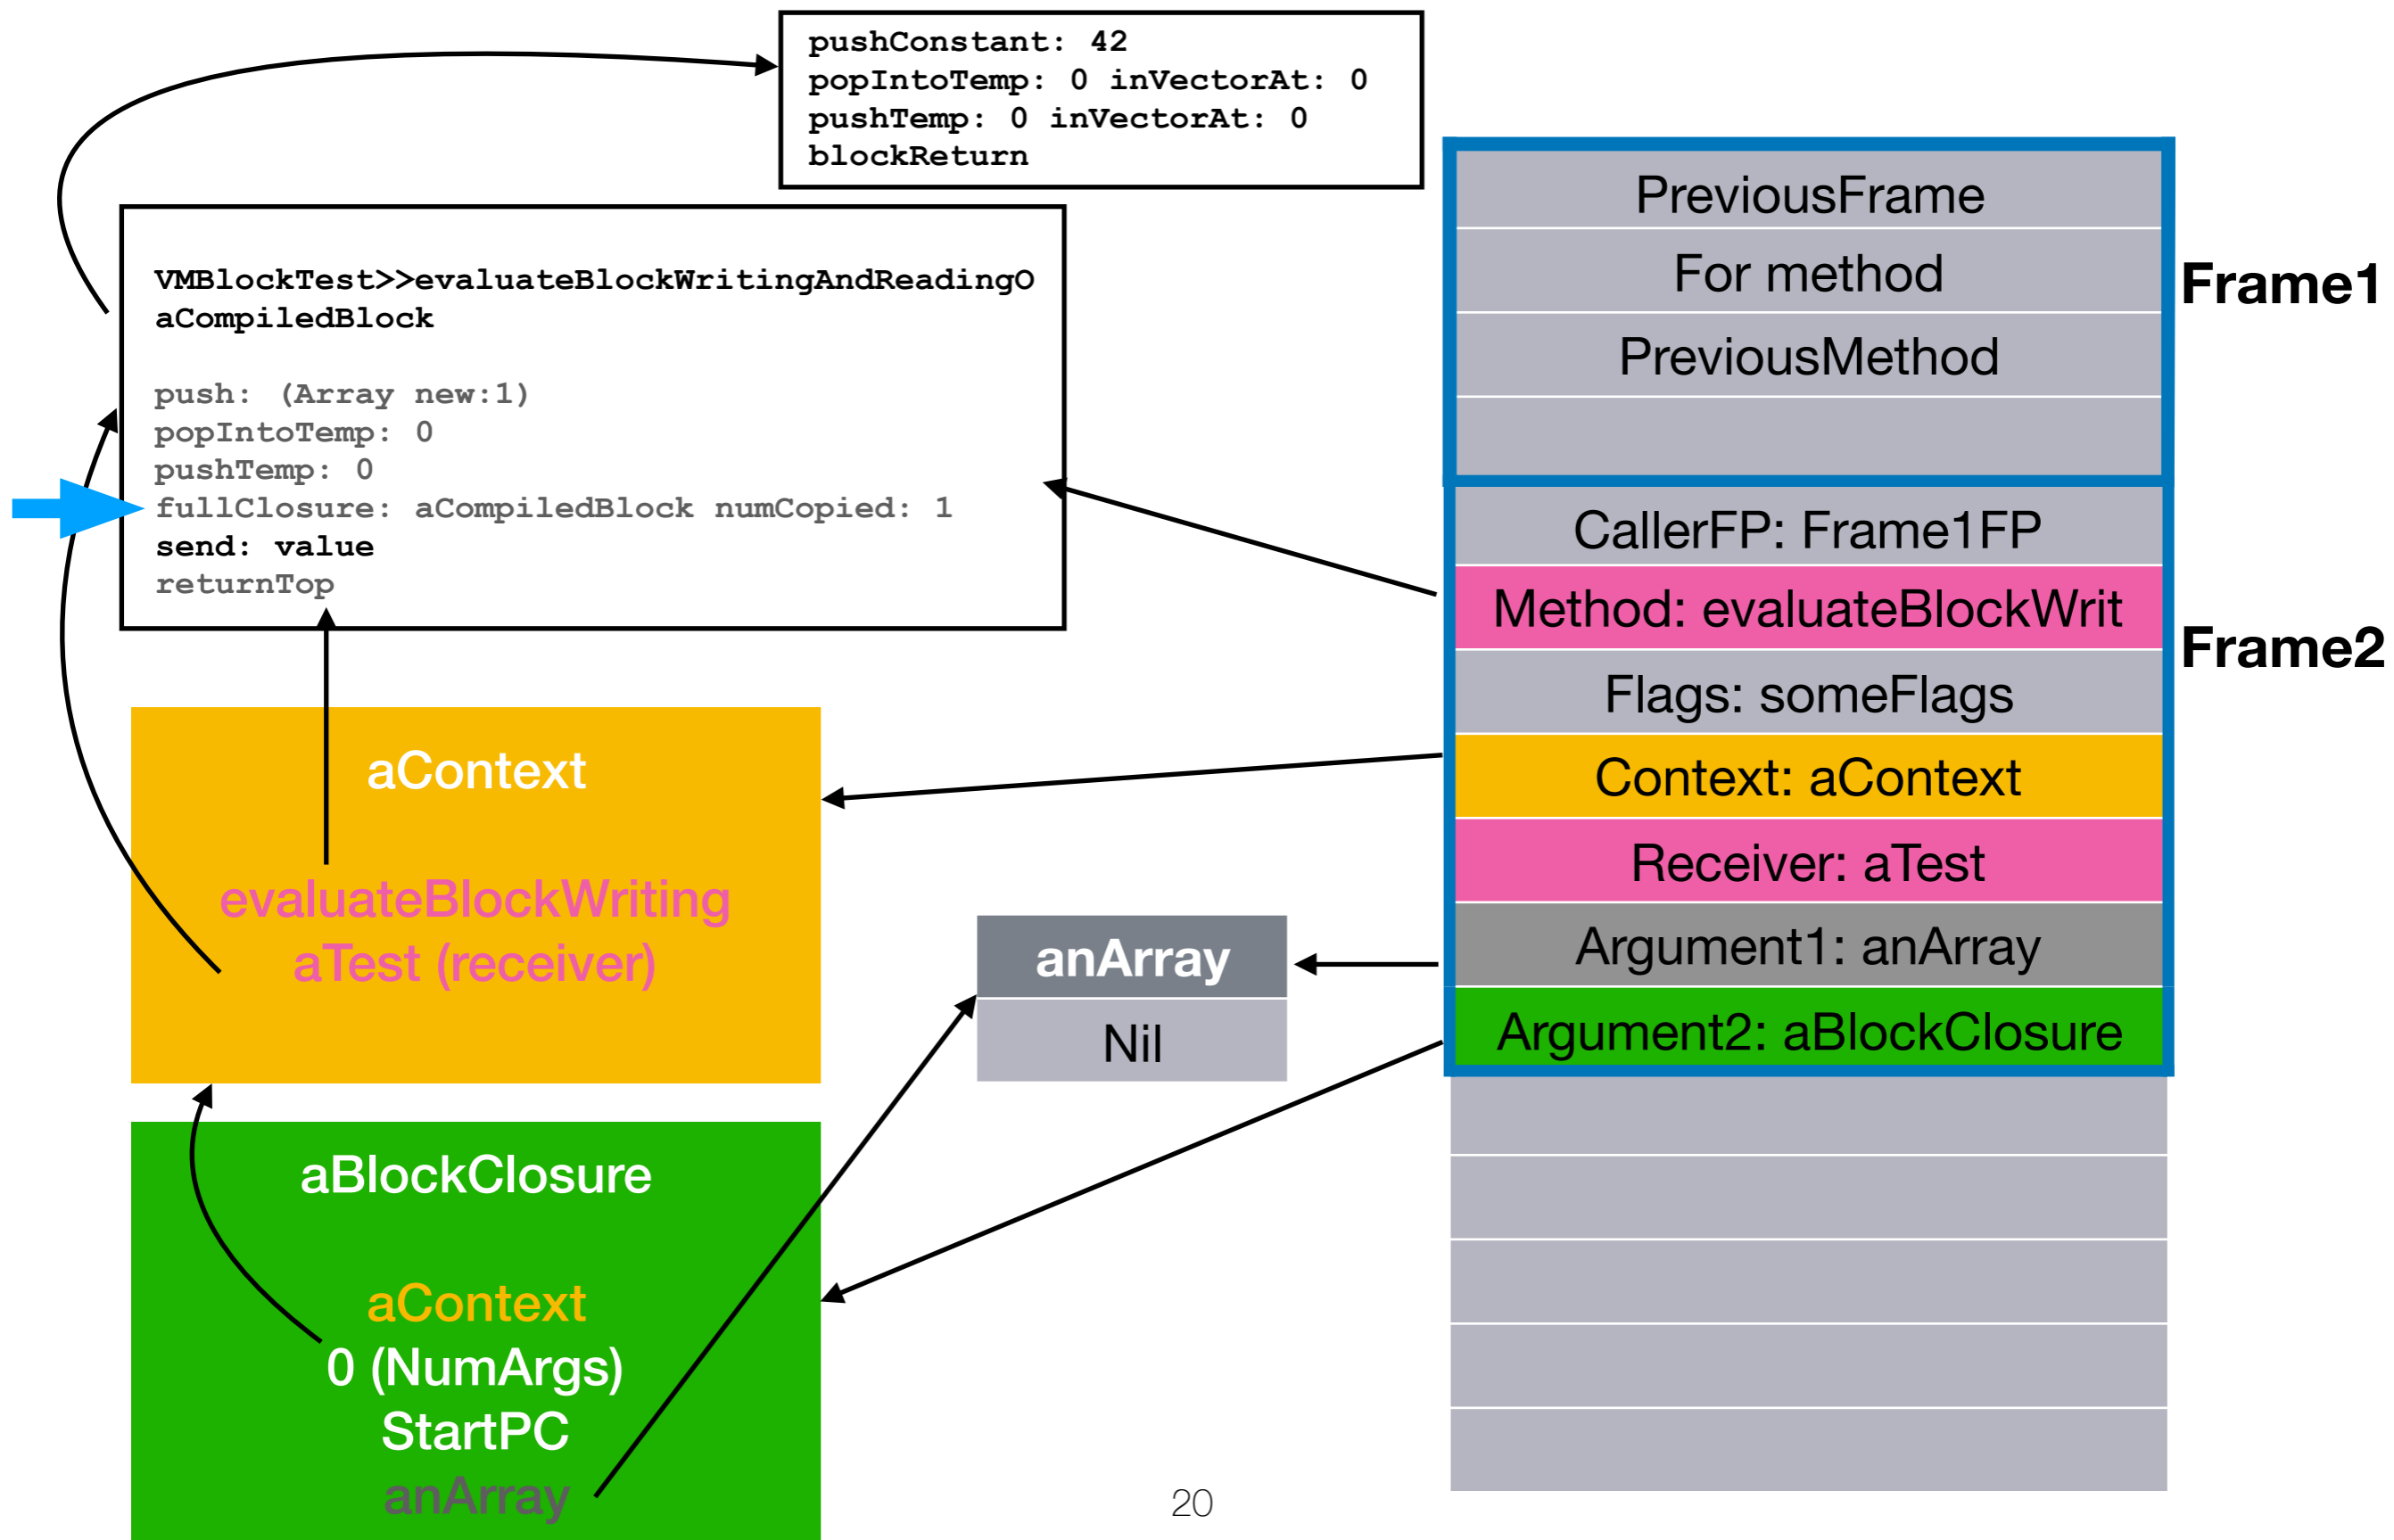 pushConstant: 42
popIntoTemp: 0 inVectorAt: 0
pushTemp: 0 inVectorAt: 0
blockReturn
VMBlockTest>>evaluateBlockWritingAndReadingO
aCompiledBlock
push: (Array new:1)
popIntoTemp: 0
pushTemp: 0
fullClosure: aCompiledBlock numCopied: 1
send: value
returnTop
aContext
evaluateBlockWriting
aTest (receiver)
aBlockClosure
aContext
0 (NumArgs)
StartPC
anArray
anArray
Nil
PreviousFrame
For method
PreviousMethod
Frame1
CallerFP: Frame1FP
Method: evaluateBlockWrit
Flags: someFlags
Context: aContext
Receiver: aTest
Argument1: anArray
Argument2: aBlockClosure
Frame2
20